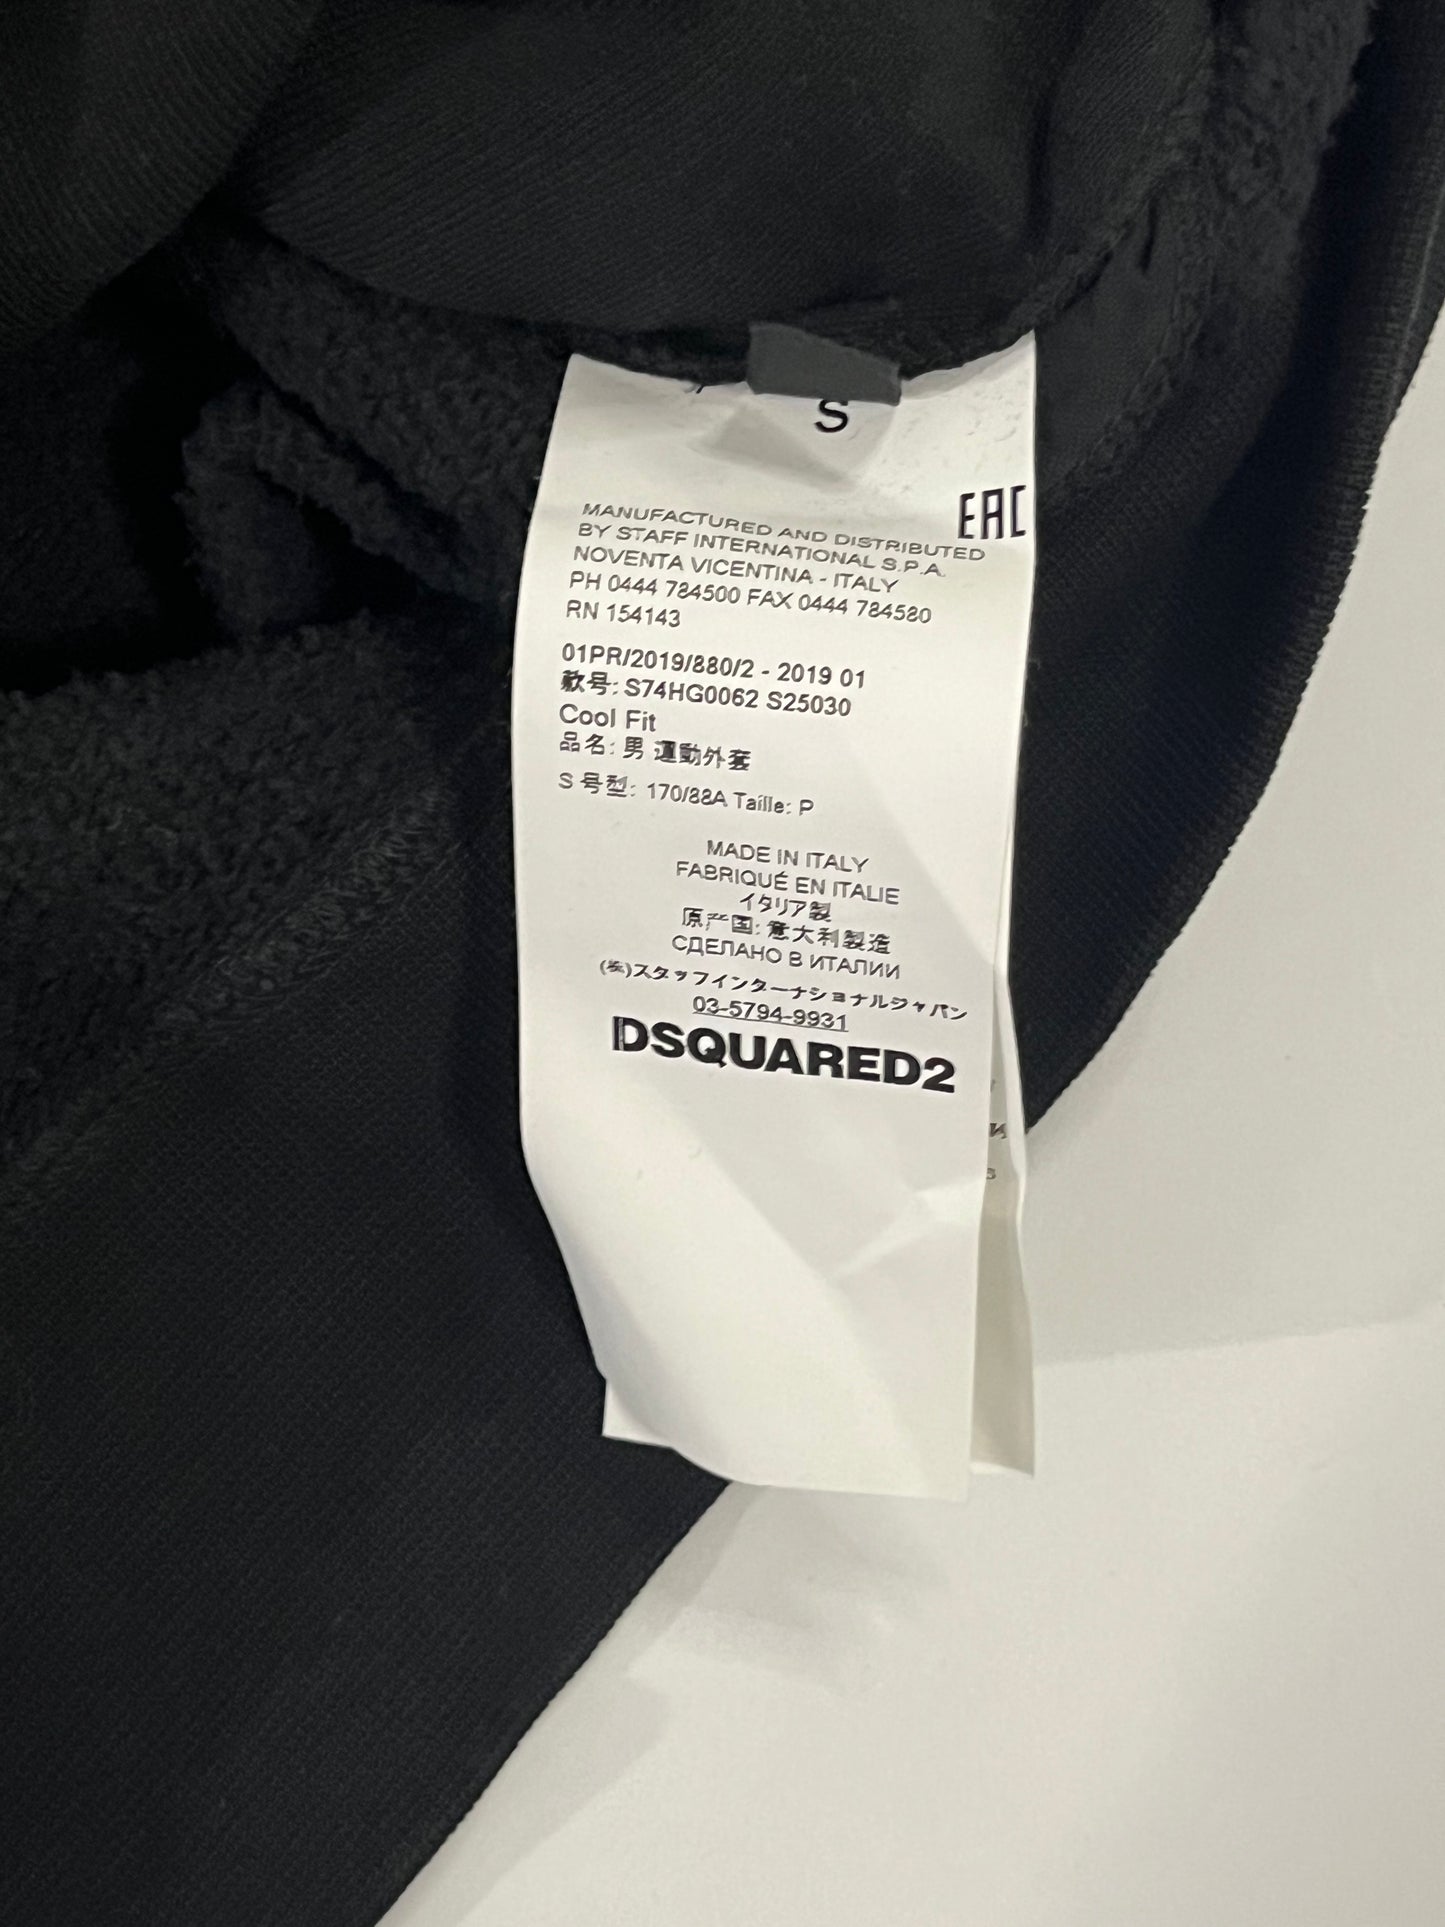 S
EAC
MANUFACTURED AND DISTRIBUTED
BY STAFF INTERNATIONAL S.P.A.
NOVENTA VICENTINA - ITALY
PH 0444 784500 FAX 0444 784580
RN 154143
01PR/2019/880/2 - 2019 01
款号: S74HG0062 S25030
Cool Fit
品名: 男 運動外套
S 号型: 170/88A Taille: P
MADE IN ITALY
FABRIQUÉ EN ITALIE
イタリア製
原产国: 意大利製造
СДЕЛАНО В ИТАЛИИ
(株)スタッフインターナショナルジャパン
03-5794-9931
DSQUARED2